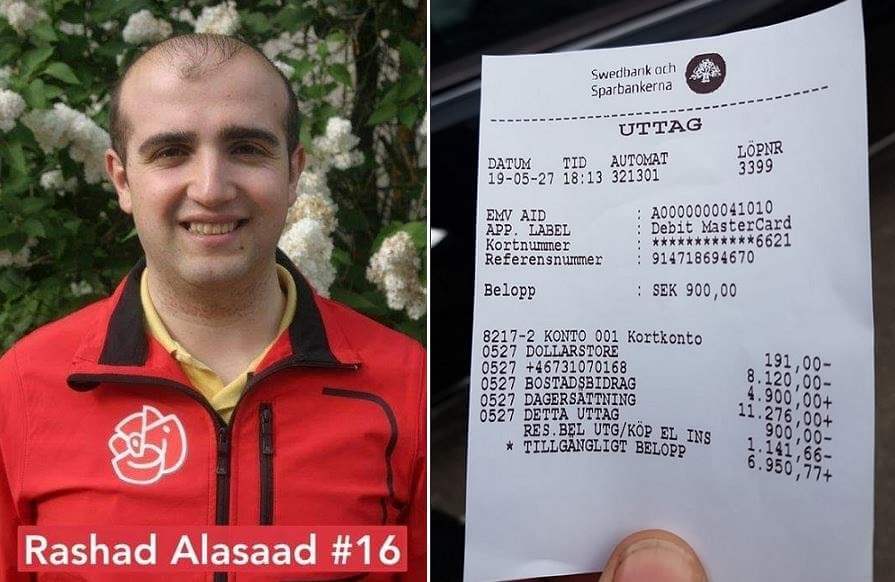 Rashad Alasaad #16
Swedbank och
Sparbankerna
UTTAG
DATUM TID AUTOMAT LÖPNR
19-05-27 18:13 321301 3399
EMV AID : A0000000041010
APP. LABEL : Debit MasterCard
Kortnummer : ************6621
Referensnummer : 914718694670
Belopp : SEK 900,00
8217-2 KONTO 001 Kortkonto
0527 DOLLARSTORE 191,00-
0527 +46731070168 8.120,00-
0527 BOSTADSBIDRAG 4.900,00+
0527 DAGERSÄTTNING 11.276,00+
0527 DETTA UTTAG 900,00-
RES.BEL UTG/KÖP EL INS 1.141,66-
* TILLGÄNGLIGT BELOPP 6.950,77+